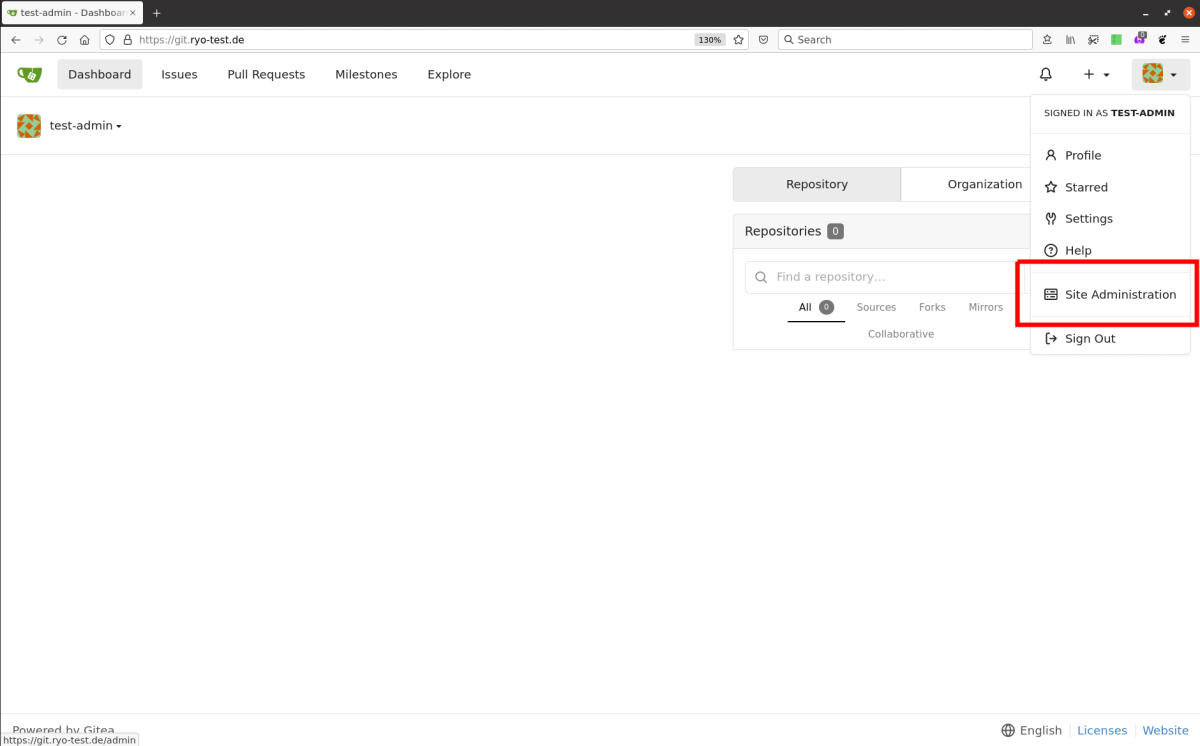 test-admin - Dashboar
https://git.ryo-test.de
130%
Search
0
Dashboard
Issues
Pull Requests
Milestones
Explore
SIGNED IN AS TEST-ADMIN
test-admin
Profile
Starred
Settings
Help
Site Administration
Sign Out
Repository
Organization
Repositories 0
Find a repository...
All 0
Sources
Forks
Mirrors
Collaborative
Powered by Gitea
https://git.ryo-test.de/admin
English
Licenses
Website